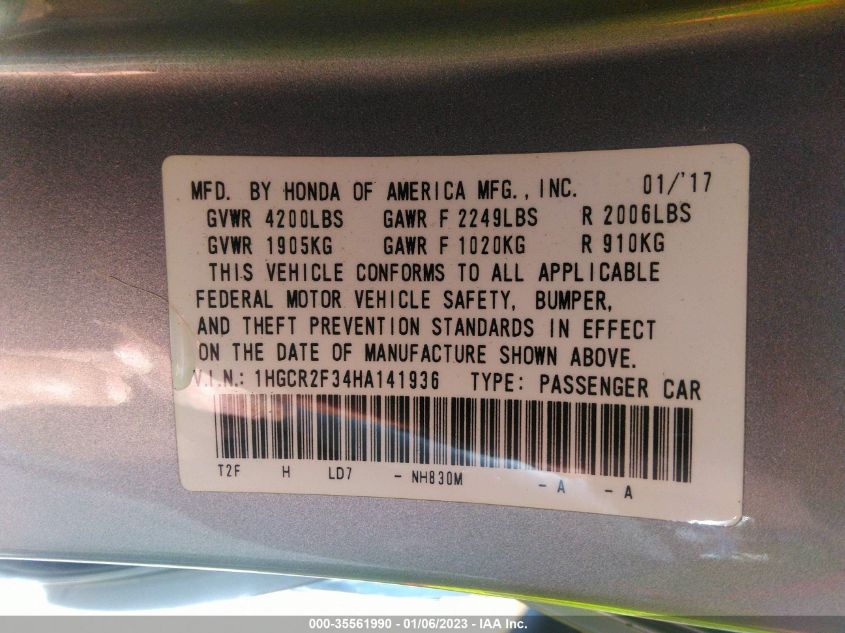 MFD. BY HONDA OF AMERICA MFG., INC. 01/'17
GVWR 4200LBS GAWR F 2249LBS R 2006LBS
GVWR 1905KG GAWR F 1020KG R 910KG
THIS VEHICLE CONFORMS TO ALL APPLICABLE
FEDERAL MOTOR VEHICLE SAFETY, BUMPER,
AND THEFT PREVENTION STANDARDS IN EFFECT
ON THE DATE OF MANUFACTURE SHOWN ABOVE.
V.I.N.: 1HGCR2F34HA141936 TYPE: PASSENGER CAR
T2F H LD7 - NH830M - A - A
000-35561990 - 01/06/2023 - IAA Inc.